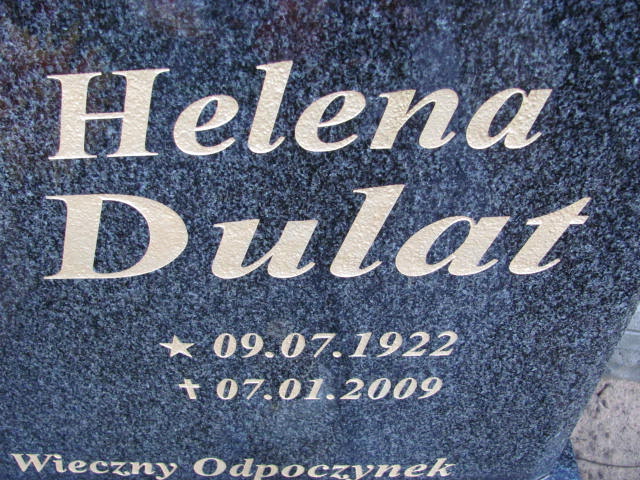 Helena
Dulat
★ 09.07.1922
✝ 07.01.2009
Wieczny Odpoczynek